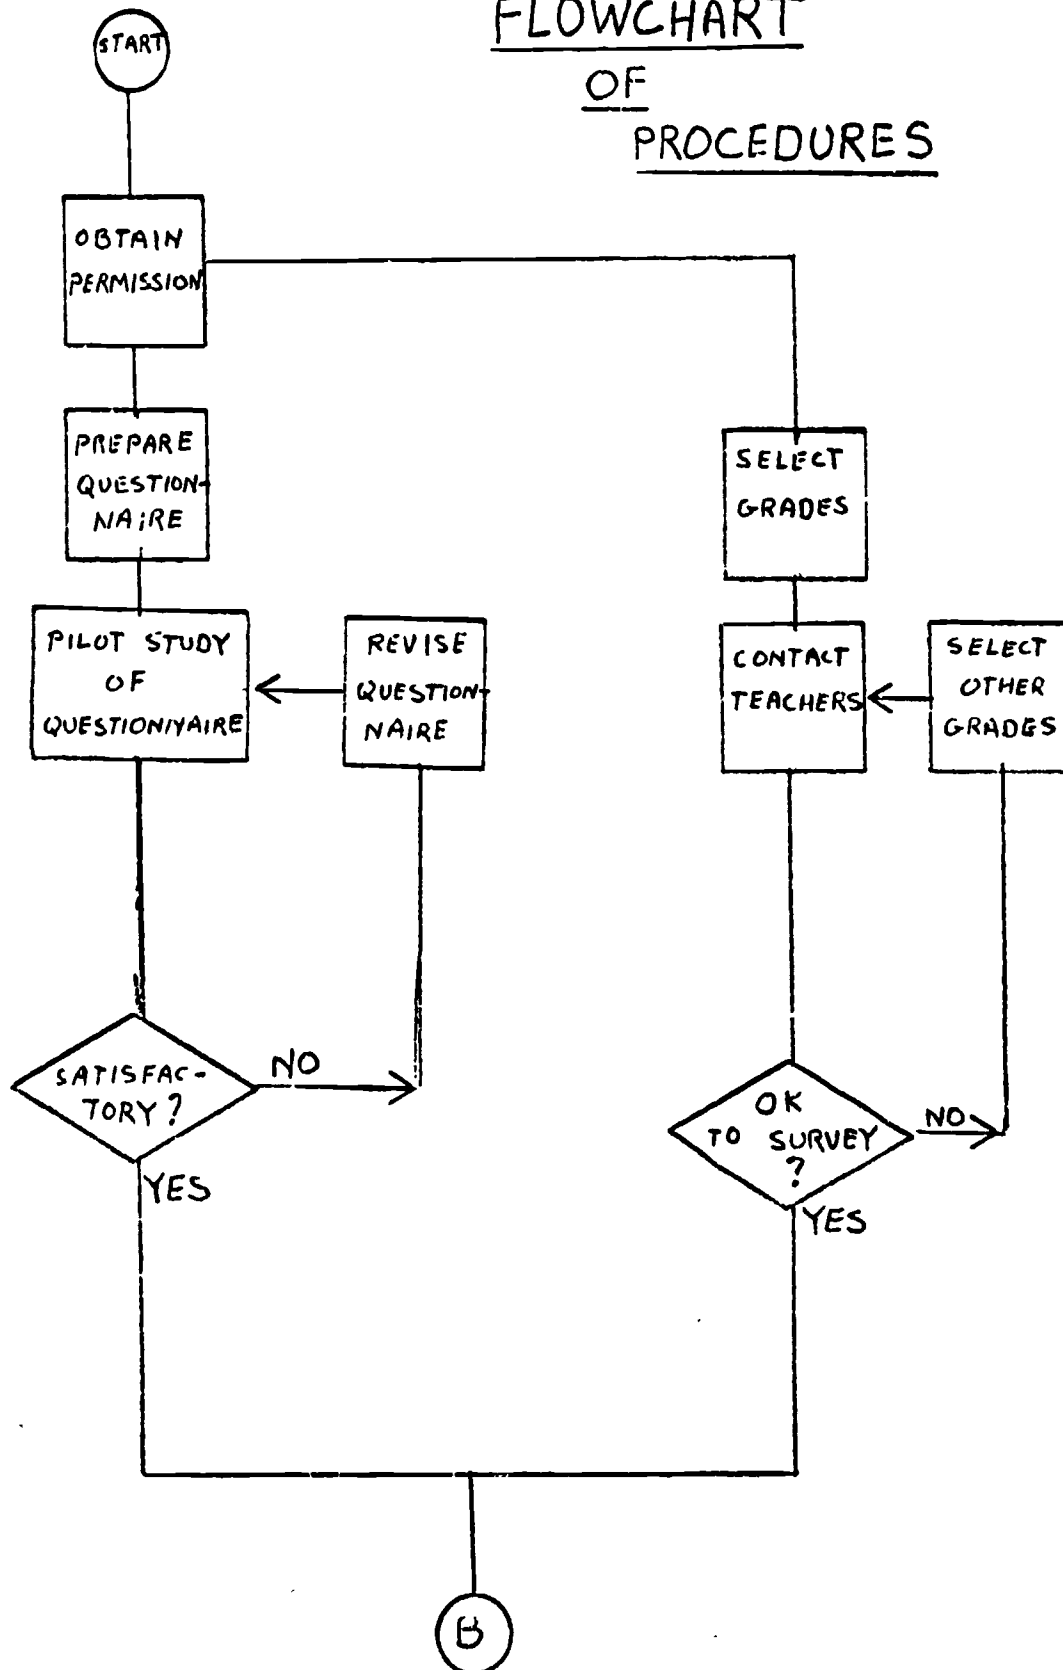 START
FLOWCHART
OF
PROCEDURES
OBTAIN
PERMISSION
PREPARE
QUESTION-
NAIRE
PILOT STUDY
OF
QUESTIONNAIRE
REVISE
QUESTION-
NAIRE
SATISFAC-
TORY?
NO
YES
SELECT
GRADES
CONTACT
TEACHERS
SELECT
OTHER
GRADES
OK
TO SURVEY
?
NO
YES
B